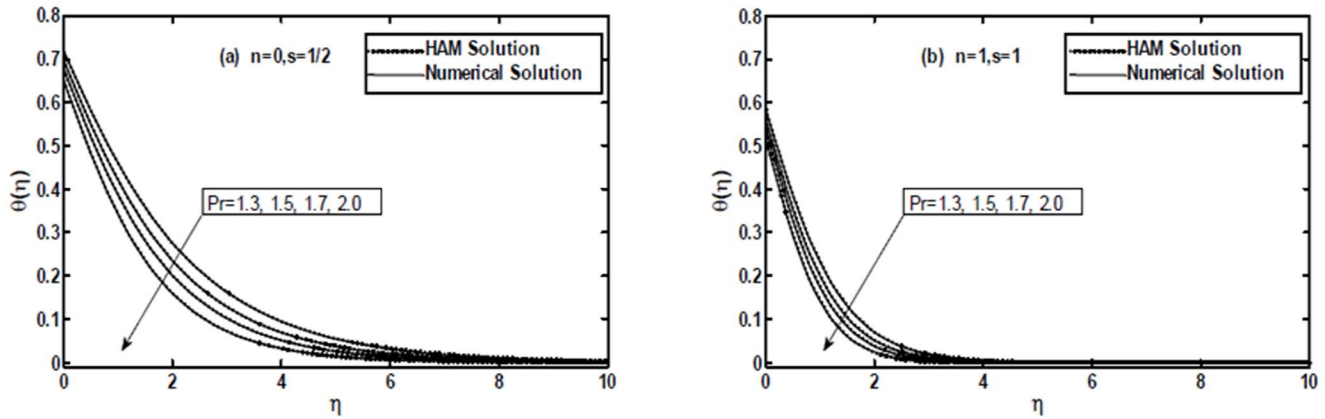 (a) n=0,s=1/2
HAM Solution
Numerical Solution
0.8
0.7
0.6
0.5
0.4
0.3
0.2
0.1
0
θ(η)
Pr=1.3, 1.5, 1.7, 2.0
0 2 4 6 8 10
η
(b) n=1,s=1
HAM Solution
Numerical Solution
0.8
0.7
0.6
0.5
0.4
0.3
0.2
0.1
0
θ(η)
Pr=1.3, 1.5, 1.7, 2.0
0 2 4 6 8 10
η